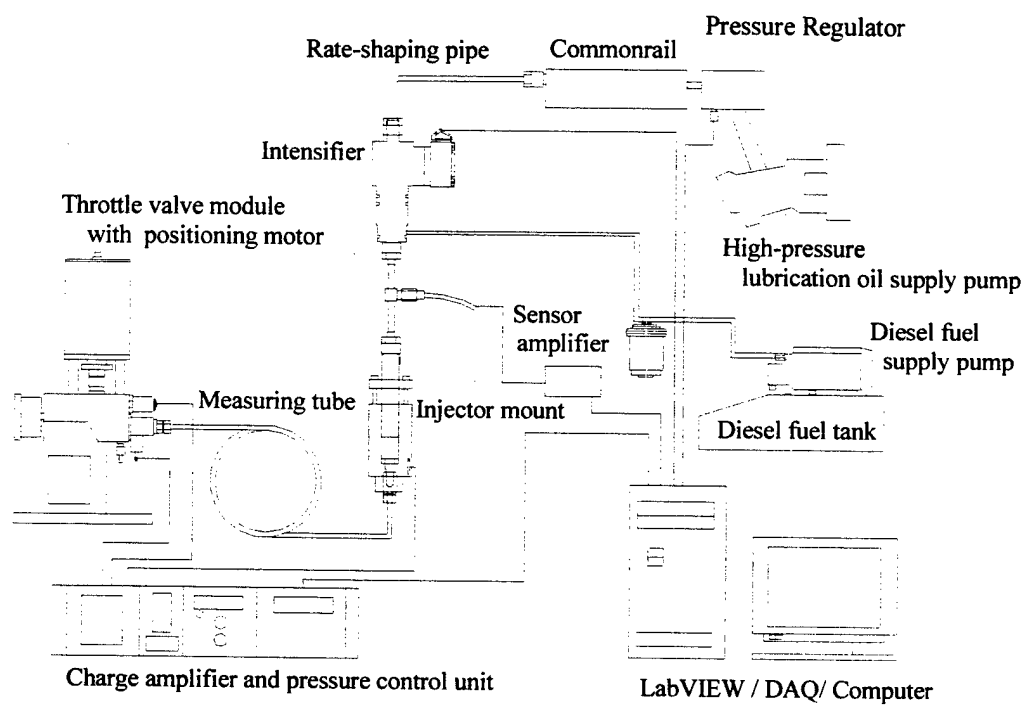 Pressure Regulator
Rate-shaping pipe
Commonrail
Intensifier
Throttle valve module
with positioning motor
High-pressure
lubrication oil supply pump
Sensor
amplifier
Diesel fuel
supply pump
Measuring tube
Injector mount
Diesel fuel tank
Charge amplifier and pressure control unit
LabVIEW / DAQ/ Computer